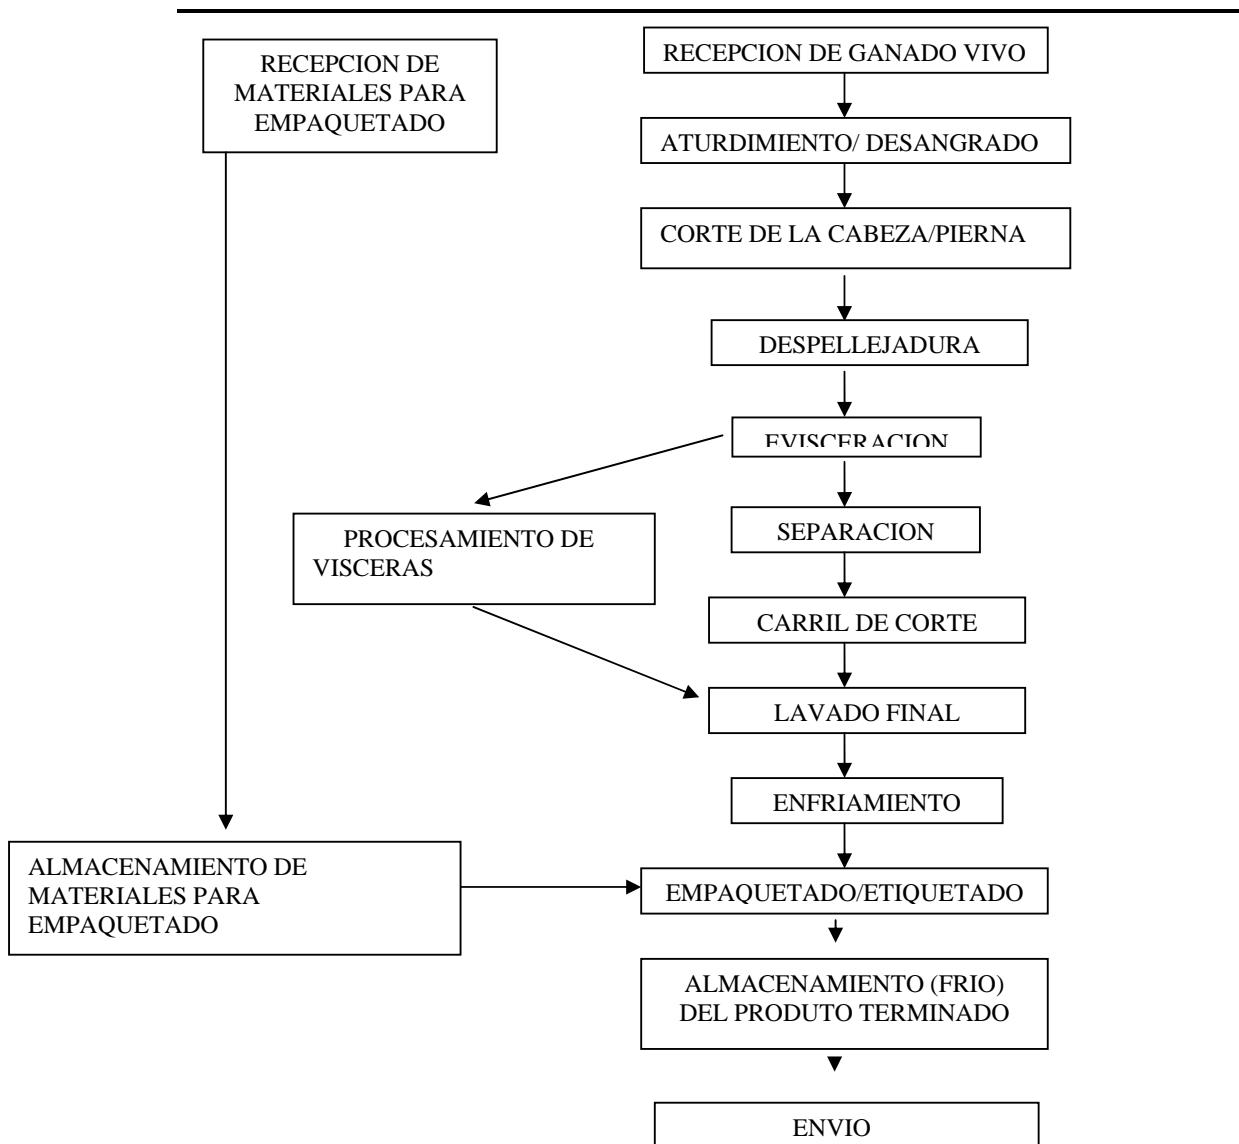 RECEPCION DE
MATERIALES PARA
EMPAQUETADO
RECEPCION DE GANADO VIVO
ATURDIMIENTO/ DESANGRADO
CORTE DE LA CABEZA/PIERNA
DESPELLEJADURA
EVISCERACION
PROCESAMIENTO DE
VISCERAS
SEPARACION
CARRIL DE CORTE
LAVADO FINAL
ENFRIAMIENTO
ALMACENAMIENTO DE
MATERIALES PARA
EMPAQUETADO
EMPAQUETADO/ETIQUETADO
ALMACENAMIENTO (FRIO)
DEL PRODUTO TERMINADO
ENVIO